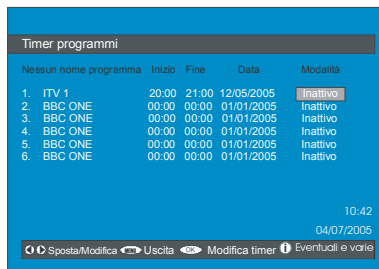 Timer programmi
Nessun nome programma Inizio Fine Data Modalità
1. ITV 1 20:00 21:00 12/05/2005 Inattivo
2. BBC ONE 00:00 00:00 01/01/2005 Inattivo
3. BBC ONE 00:00 00:00 01/01/2005 Inattivo
4. BBC ONE 00:00 00:00 01/01/2005 Inattivo
5. BBC ONE 00:00 00:00 01/01/2005 Inattivo
6. BBC ONE 00:00 00:00 01/01/2005 Inattivo
10:42
04/07/2005
Sposta/Modifica MENU Uscita OK Modifica timer i Eventuali e varie